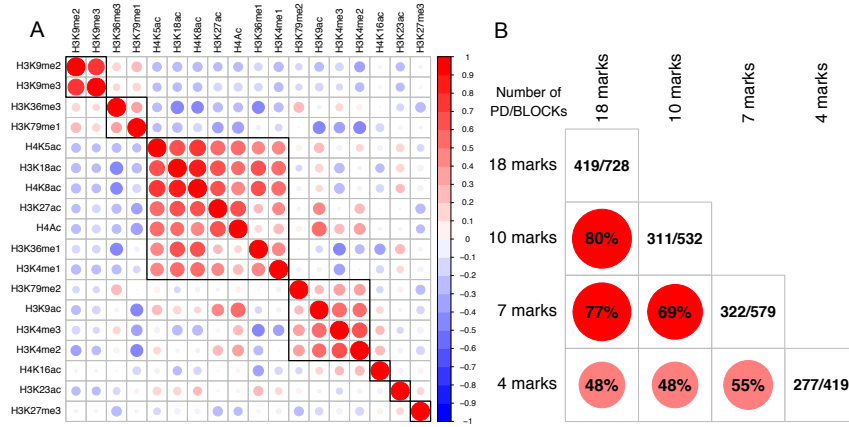 A
H3K9me2
H3K9me3
H3K36me3
H3K79me1
H4K5ac
H3K18ac
H4K8ac
H3K27ac
H4Ac
H3K36me1
H3K4me1
H3K79me2
H3K9ac
H3K4me3
H3K4me2
H4K16ac
H3K23ac
H3K27me3
H3K9me2
H3K9me3
H3K36me3
H3K79me1
H4K5ac
H3K18ac
H4K8ac
H3K27ac
H4Ac
H3K36me1
H3K4me1
H3K79me2
H3K9ac
H3K4me3
H3K4me2
H4K16ac
H3K23ac
H3K27me3
1
0.9
0.8
0.7
0.6
0.5
0.4
0.3
0.2
0.1
0
−0.1
−0.2
−0.3
−0.4
−0.5
−0.6
−0.7
−0.8
−0.9
−1
B
Number of
PD/BLOCKs
18 marks
10 marks
7 marks
4 marks
18 marks
419/728
10 marks
80%
311/532
7 marks
77%
69%
322/579
4 marks
48%
48%
55%
277/419